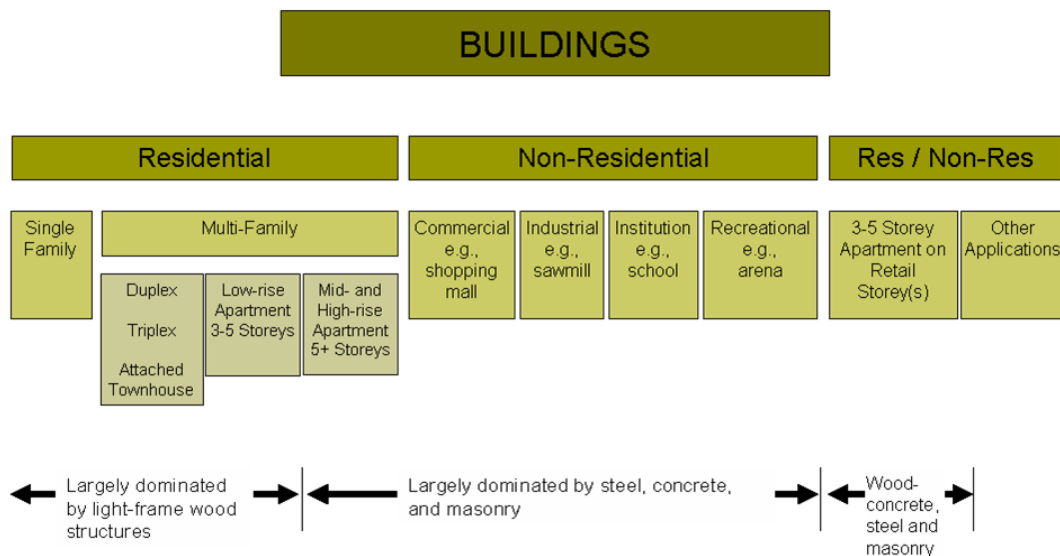 BUILDINGS
Residential
Non-Residential
Res / Non-Res
Single
Family
Multi-Family
Duplex
Triplex
Attached
Townhouse
Low-rise
Apartment
3-5 Storeys
Mid- and
High-rise
Apartment
5+ Storeys
Commercial
e.g.,
shopping
mall
Industrial
e.g.,
sawmill
Institution
e.g.,
school
Recreational
e.g.,
arena
3-5 Storey
Apartment on
Retail
Storey(s)
Other
Applications
Largely dominated
by light-frame wood
structures
Largely dominated by steel, concrete,
and masonry
Wood-
concrete,
steel and
masonry